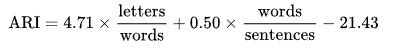 ARI = 4.71 × letters/words + 0.50 × words/sentences − 21.43